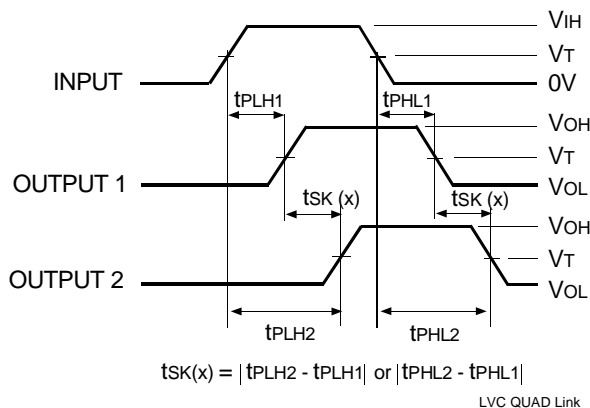 VIH
VT
INPUT
0V
tPLH1
tPHL1
VOH
VT
OUTPUT 1
VOL
tSK (x)
tSK (x)
VOH
VT
OUTPUT 2
VOL
tPLH2
tPHL2
tSK(x) = |tPLH2 - tPLH1| or |tPHL2 - tPHL1|
LVC QUAD Link